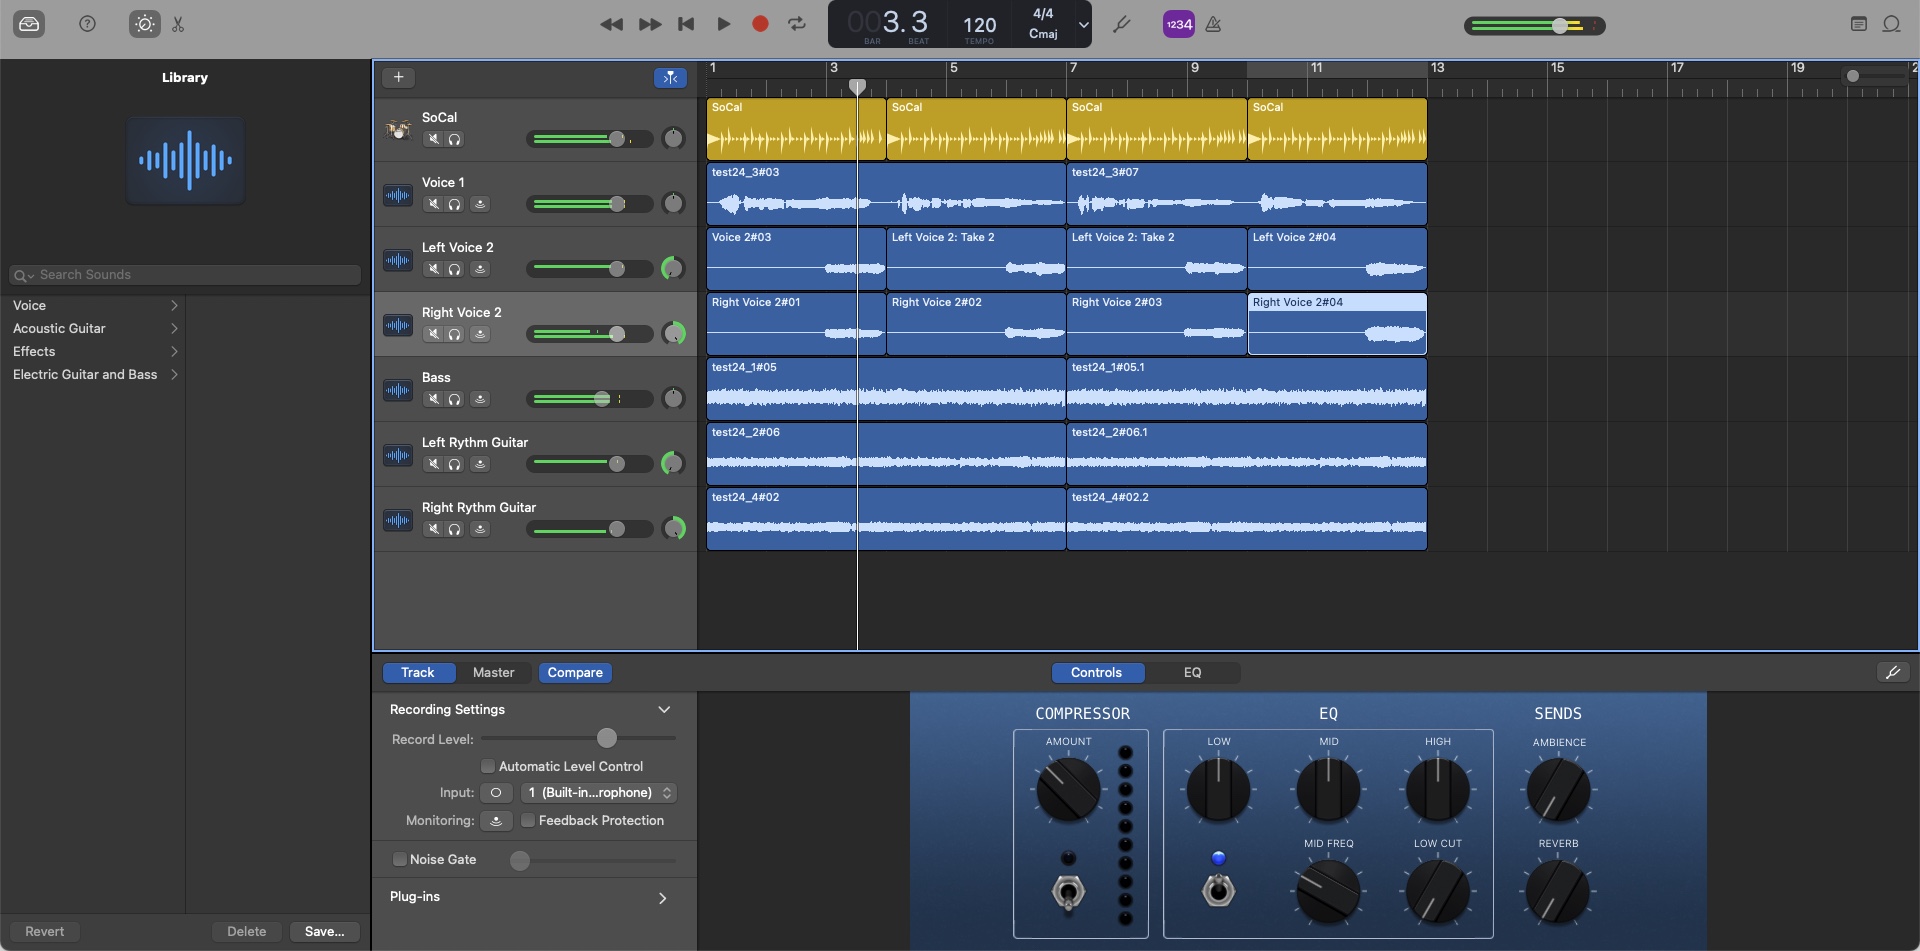 003.3
BAR
BEAT
120
TEMPO
4/4
Cmaj
1234
Library
Search Sounds
Voice
Acoustic Guitar
Effects
Electric Guitar and Bass
Revert
Delete
Save...
1
3
5
7
9
11
13
15
17
19
2
SoCal
SoCal
SoCal
SoCal
SoCal
Voice 1
test24_3#03
test24_3#07
Left Voice 2
Voice 2#03
Left Voice 2: Take 2
Left Voice 2: Take 2
Left Voice 2#04
Right Voice 2
Right Voice 2#01
Right Voice 2#02
Right Voice 2#03
Right Voice 2#04
Bass
test24_1#05
test24_1#05.1
Left Rythm Guitar
test24_2#06
test24_2#06.1
Right Rythm Guitar
test24_4#02
test24_4#02.2
Track
Master
Compare
Controls
EQ
Recording Settings
Record Level:
Automatic Level Control
Input:
1 (Built-in...rophone)
Monitoring:
Feedback Protection
Noise Gate
Plug-ins
COMPRESSOR
AMOUNT
EQ
LOW
MID
HIGH
MID FREQ
LOW CUT
SENDS
AMBIENCE
REVERB